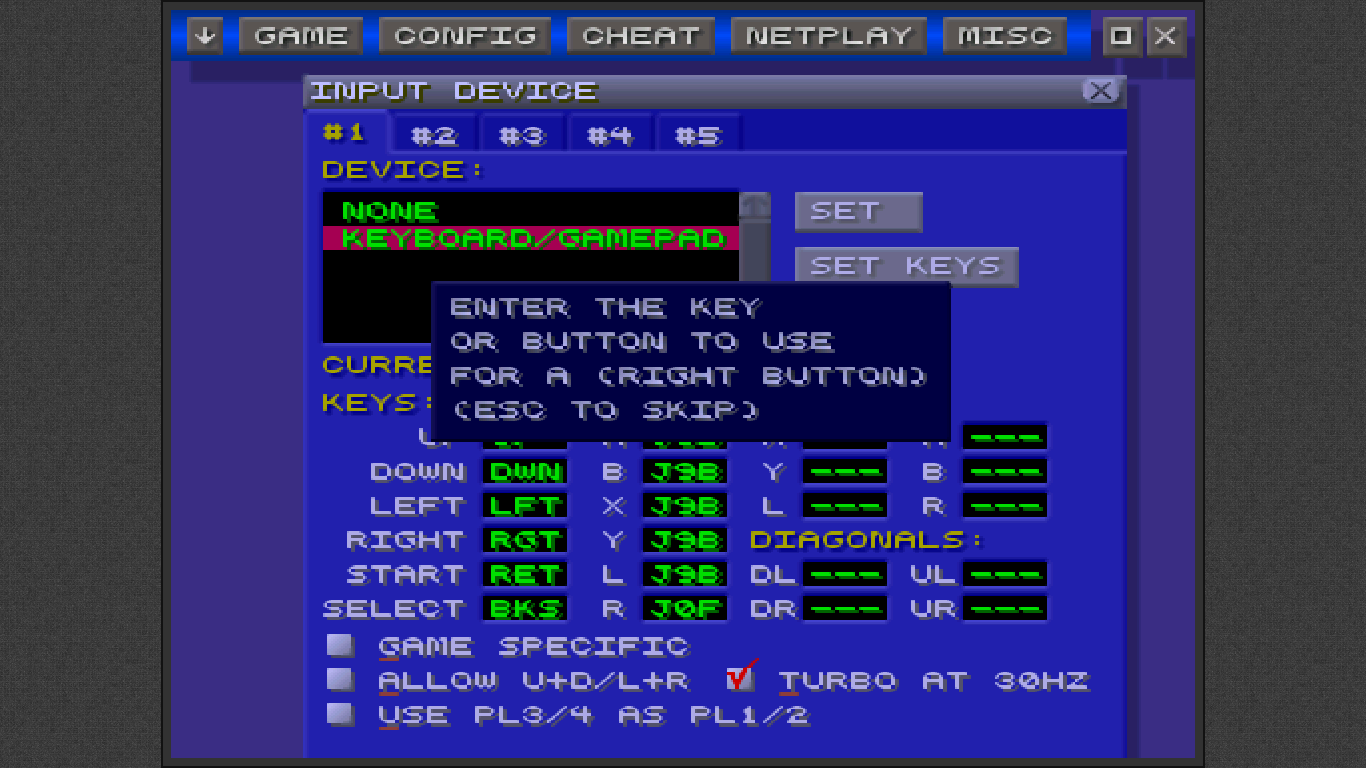 GAME CONFIG CHEAT NETPLAY MISC
INPUT DEVICE
#1 #2 #3 #4 #5
DEVICE:
NONE
SET
KEYBOARD/GAMEPAD
SET KEYS
ENTER THE KEY
OR BUTTON TO USE
FOR A (RIGHT BUTTON)
(ESC TO SKIP)
KEYS:
---
DOWN DWN B J9B Y --- B ---
LEFT LFT X J9B L --- R ---
RIGHT RGT Y J9B DIAGONALS:
START RET L J9B DL --- UL ---
SELECT BKS R J0F DR --- UR ---
GAME SPECIFIC
ALLOW U+D/L+R TURBO AT 30HZ
USE PL3/4 AS PL1/2